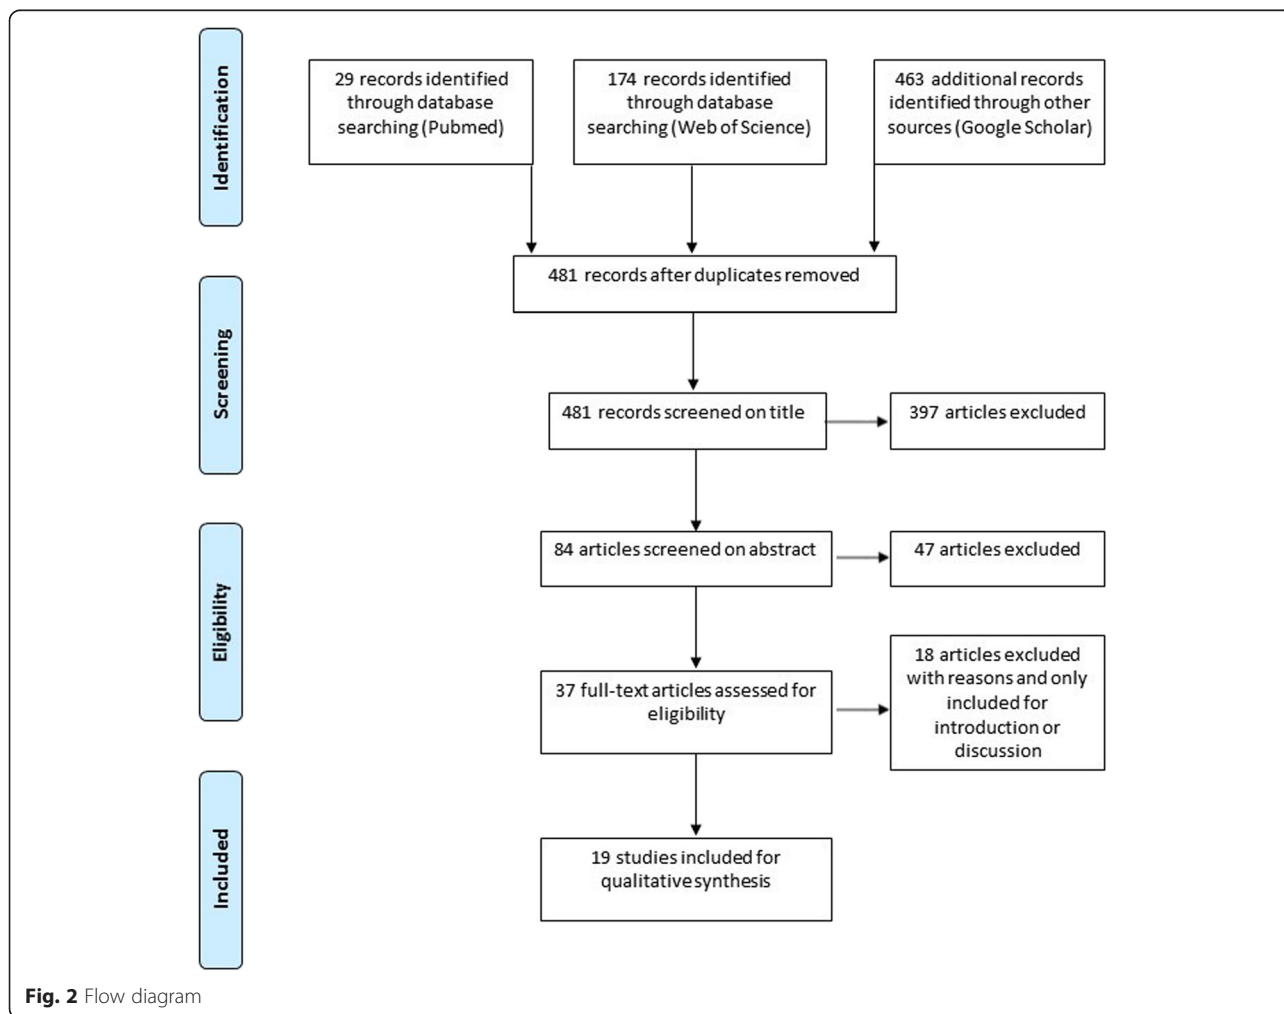 Identification
29 records identified
through database
searching (Pubmed)
174 records identified
through database
searching (Web of Science)
463 additional records
identified through other
sources (Google Scholar)
481 records after duplicates removed
Screening
481 records screened on title
397 articles excluded
Eligibility
84 articles screened on abstract
47 articles excluded
37 full-text articles assessed for
eligibility
18 articles excluded
with reasons and only
included for
introduction or
discussion
Included
19 studies included for
qualitative synthesis
Fig. 2 Flow diagram